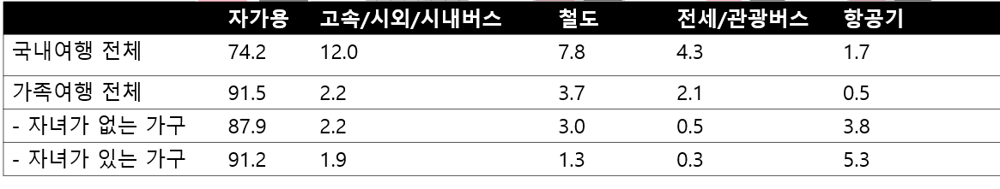 자가용 고속/시외/시내버스 철도 전세/관광버스 항공기
국내여행 전체 74.2 12.0 7.8 4.3 1.7
가족여행 전체 91.5 2.2 3.7 2.1 0.5
- 자녀가 없는 가구 87.9 2.2 3.0 0.5 3.8
- 자녀가 있는 가구 91.2 1.9 1.3 0.3 5.3